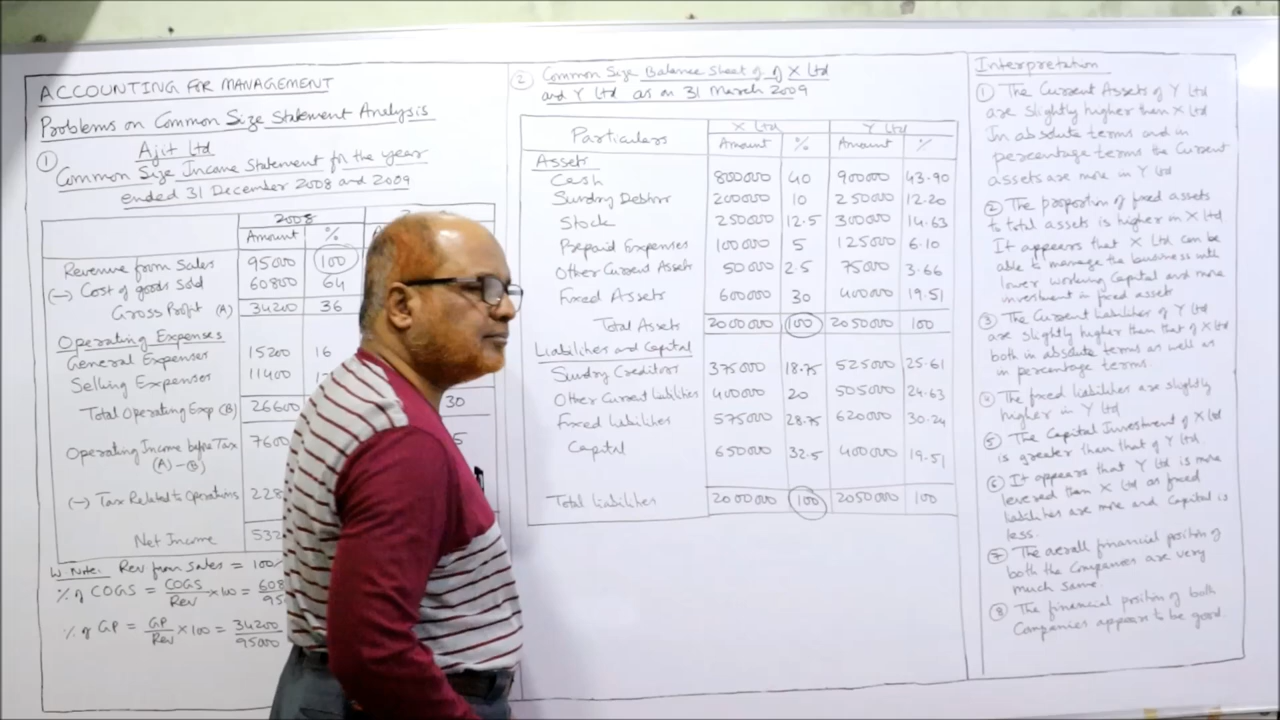 ACCOUNTING FOR MANAGEMENT
Problems on Common Size Statement Analysis
① Ajit Ltd
Common Size Income Statement for the year
ended 31 December 2008 and 2009
2008
Amount %
Revenue from Sales 95000 100
(-) Cost of goods Sold 60800 64
Gross Profit (A) 34200 36
Operating Expenses
General Expenses 15200 16
Selling Expenses 11400
Total Operating Exp (B) 26600 30
Operating Income before Tax 7600 5
(A) - (B)
(-) Tax Related to Operations 228
Net Income 532
W. Note: Rev from Sales = 100
% of COGS = COGS/Rev × 100 = 608
95
% of GP = GP/Rev × 100 = 34200/95000
② Common Size Balance Sheet of of X Ltd
and Y Ltd as on 31 March 2009
Particulars X Ltd Y Ltd
Amount % Amount %
Assets
Cash 800000 40 900000 43.90
Sundry Debtors 200000 10 250000 12.20
Stock 250000 12.5 300000 14.63
Prepaid Expenses 100000 5 125000 6.10
Other Current Assets 50000 2.5 75000 3.66
Fixed Assets 600000 30 400000 19.51
Total Assets 2000000 100 2050000 100
Liabilities and Capital
Sundry Creditors 375000 18.75 525000 25.61
Other Current Liabilities 400000 20 505000 24.63
Fixed Liabilities 575000 28.75 620000 30.24
Capital 650000 32.5 400000 19.51
Total Liabilities 2000000 100 2050000 100
Interpretation
① The Current Assets of Y Ltd
are slightly higher than X Ltd
In absolute terms and in
percentage terms the Current
assets are more in Y Ltd
② The proportion of fixed assets
to total assets is higher in X Ltd
It appears that X Ltd can be
able to manage the business with
lower working Capital and more
investment in fixed assets
③ The Current Liabilities of Y Ltd
are slightly higher than that of X Ltd
both in absolute terms as well as
in percentage terms.
④ The fixed liabilities are slightly
higher in Y Ltd
⑤ The Capital Investment of X Ltd
is greater than that of Y Ltd.
⑥ It appears that Y Ltd is more
levered than X Ltd as fixed
liabilities are more and Capital is
less.
⑦ The overall financial position of
both the Companies are very
much same.
⑧ The financial position of both
Companies appears to be good.